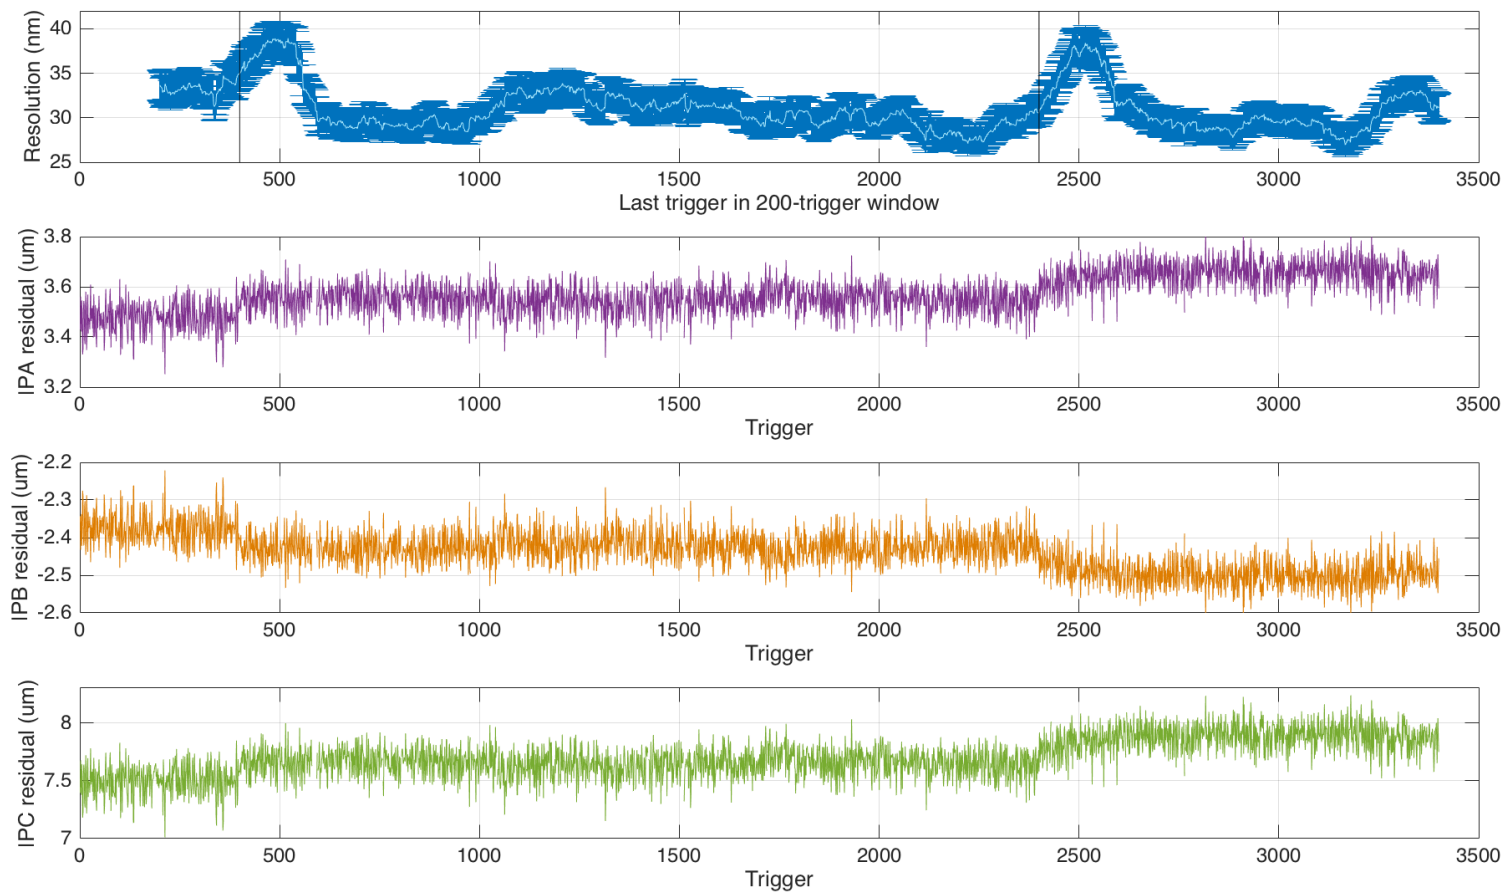 Resolution (nm)
40
35
30
25
0 500 1000 1500 2000 2500 3000 3500
Last trigger in 200-trigger window
IPA residual (um)
3.8
3.6
3.4
3.2
0 500 1000 1500 2000 2500 3000 3500
Trigger
IPB residual (um)
-2.2
-2.3
-2.4
-2.5
-2.6
0 500 1000 1500 2000 2500 3000 3500
Trigger
IPC residual (um)
8
7.5
7
0 500 1000 1500 2000 2500 3000 3500
Trigger